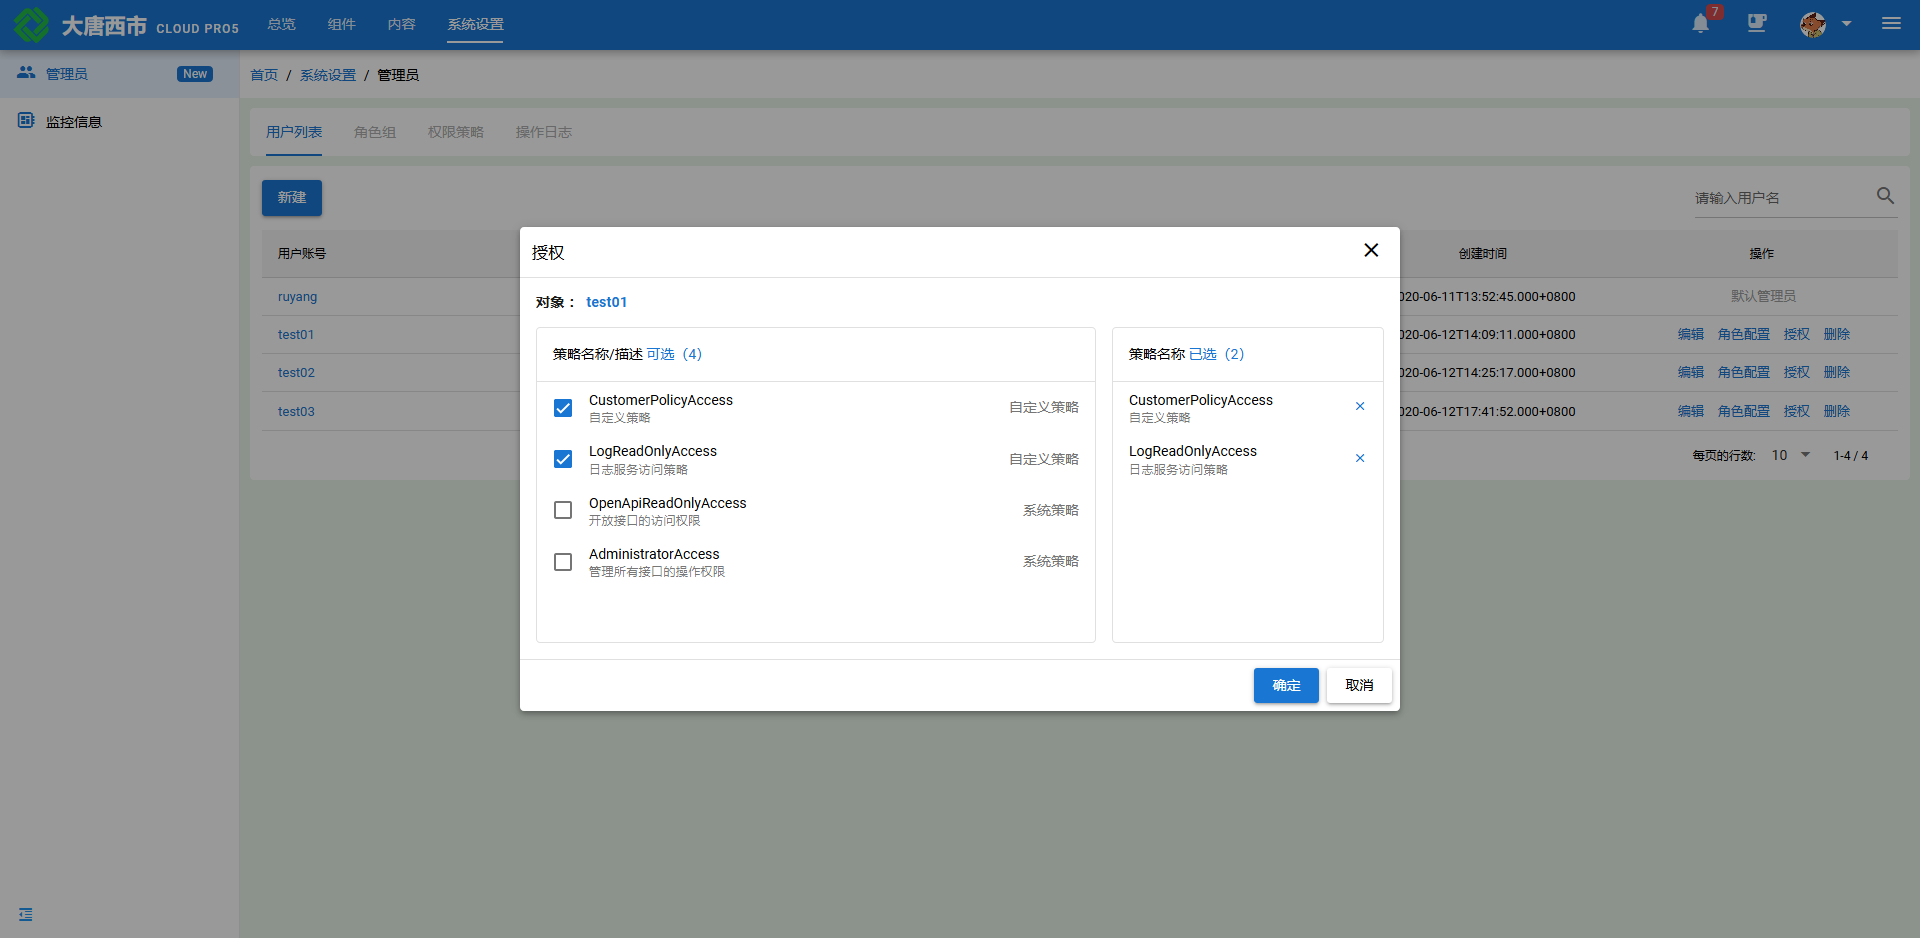 大唐西市 CLOUD PRO5 总览 组件 内容 系统设置 7
管理员 New
监控信息
首页 / 系统设置 / 管理员
用户列表 角色组 权限策略 操作日志
新建 请输入用户名
用户账号 创建时间 操作
ruyang 020-06-11T13:52:45.000+0800 默认管理员
test01 020-06-12T14:09:11.000+0800 编辑 角色配置 授权 删除
test02 020-06-12T14:25:17.000+0800 编辑 角色配置 授权 删除
test03 020-06-12T17:41:52.000+0800 编辑 角色配置 授权 删除
每页的行数: 10 1-4 / 4
授权
对象： test01
策略名称/描述 可选（4）
CustomerPolicyAccess 自定义策略
自定义策略
LogReadOnlyAccess 自定义策略
日志服务访问策略
OpenApiReadOnlyAccess 系统策略
开放接口的访问权限
AdministratorAccess 系统策略
管理所有接口的操作权限
策略名称 已选（2）
CustomerPolicyAccess
自定义策略
LogReadOnlyAccess
日志服务访问策略
确定 取消